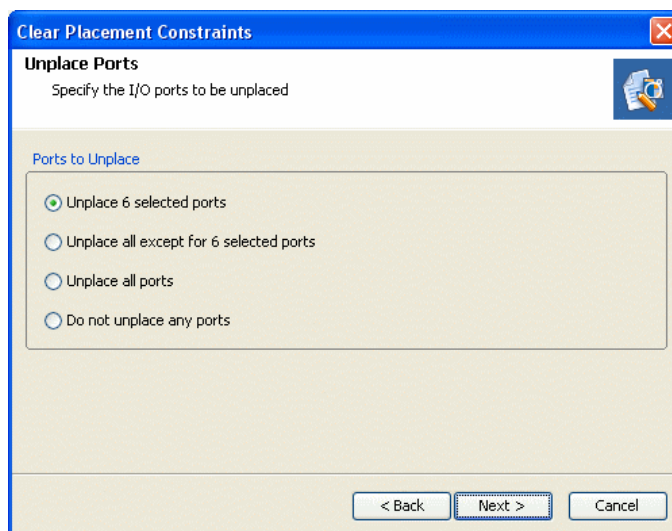 Clear Placement Constraints
Unplace Ports
Specify the I/O ports to be unplaced
Ports to Unplace
Unplace 6 selected ports
Unplace all except for 6 selected ports
Unplace all ports
Do not unplace any ports
< Back Next > Cancel